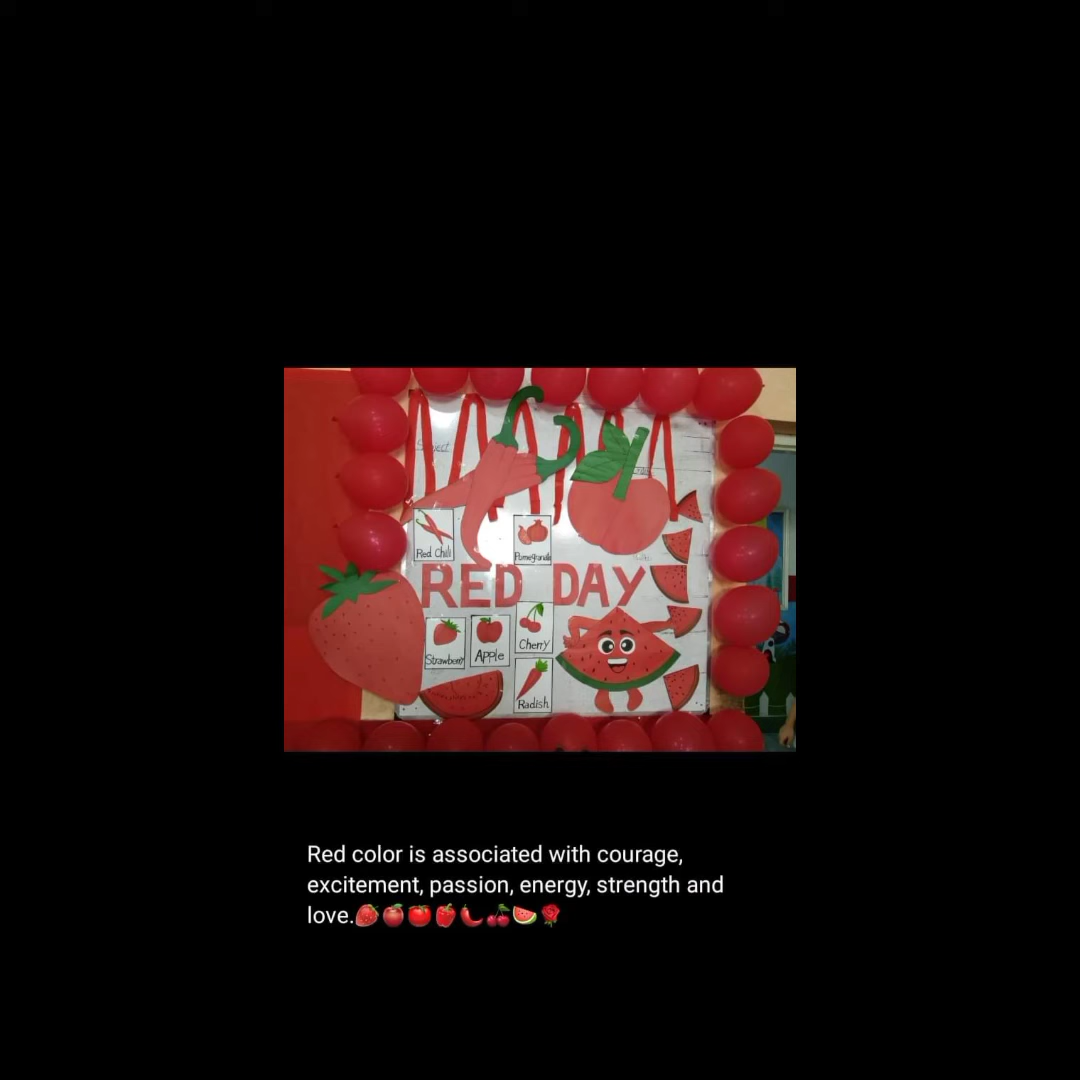 Subject
Red Chili
Pomegranate
RED DAY
Strawberry
Apple
Cherry
Radish
Red color is associated with courage,
excitement, passion, energy, strength and
love.🍓🍎🍅🫑🌶️🍒🍉🌹